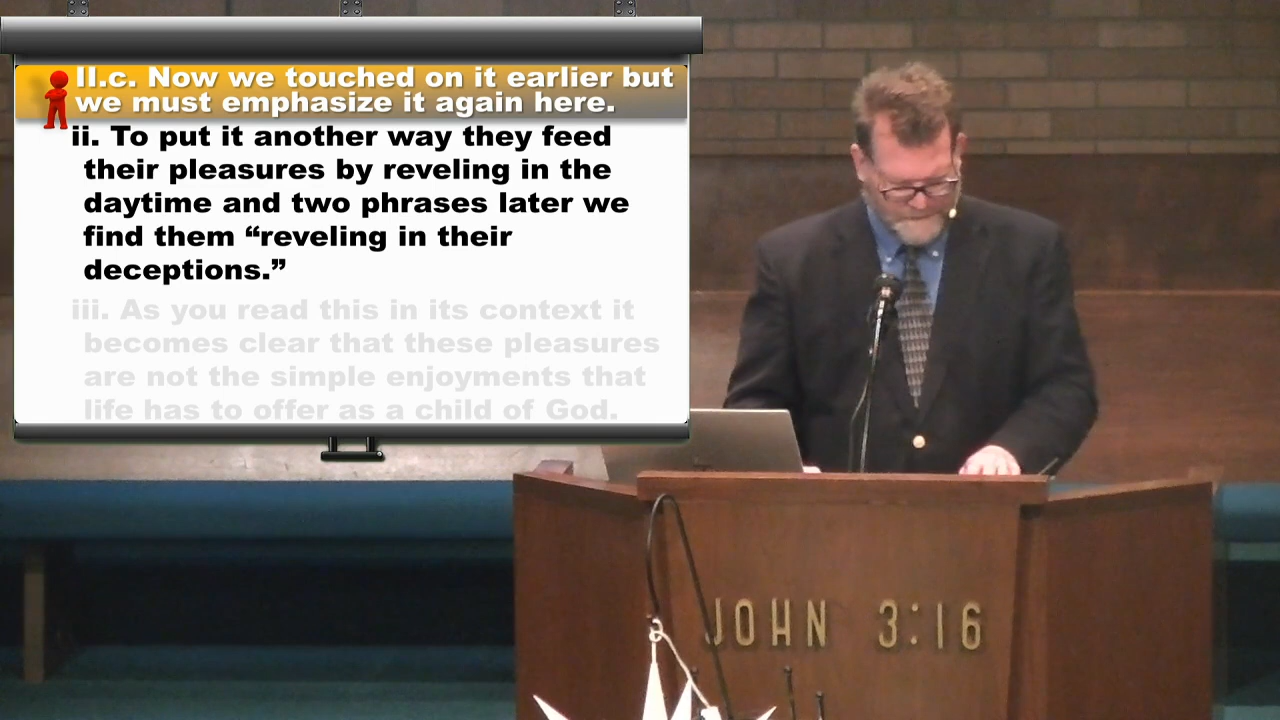 II.c. Now we touched on it earlier but
we must emphasize it again here.
ii. To put it another way they feed
their pleasures by reveling in the
daytime and two phrases later we
find them “reveling in their
deceptions.”
iii. As you read this in its context it
becomes clear that these pleasures
are not the simple enjoyments that
life has to offer as a child of God.
JOHN 3:16